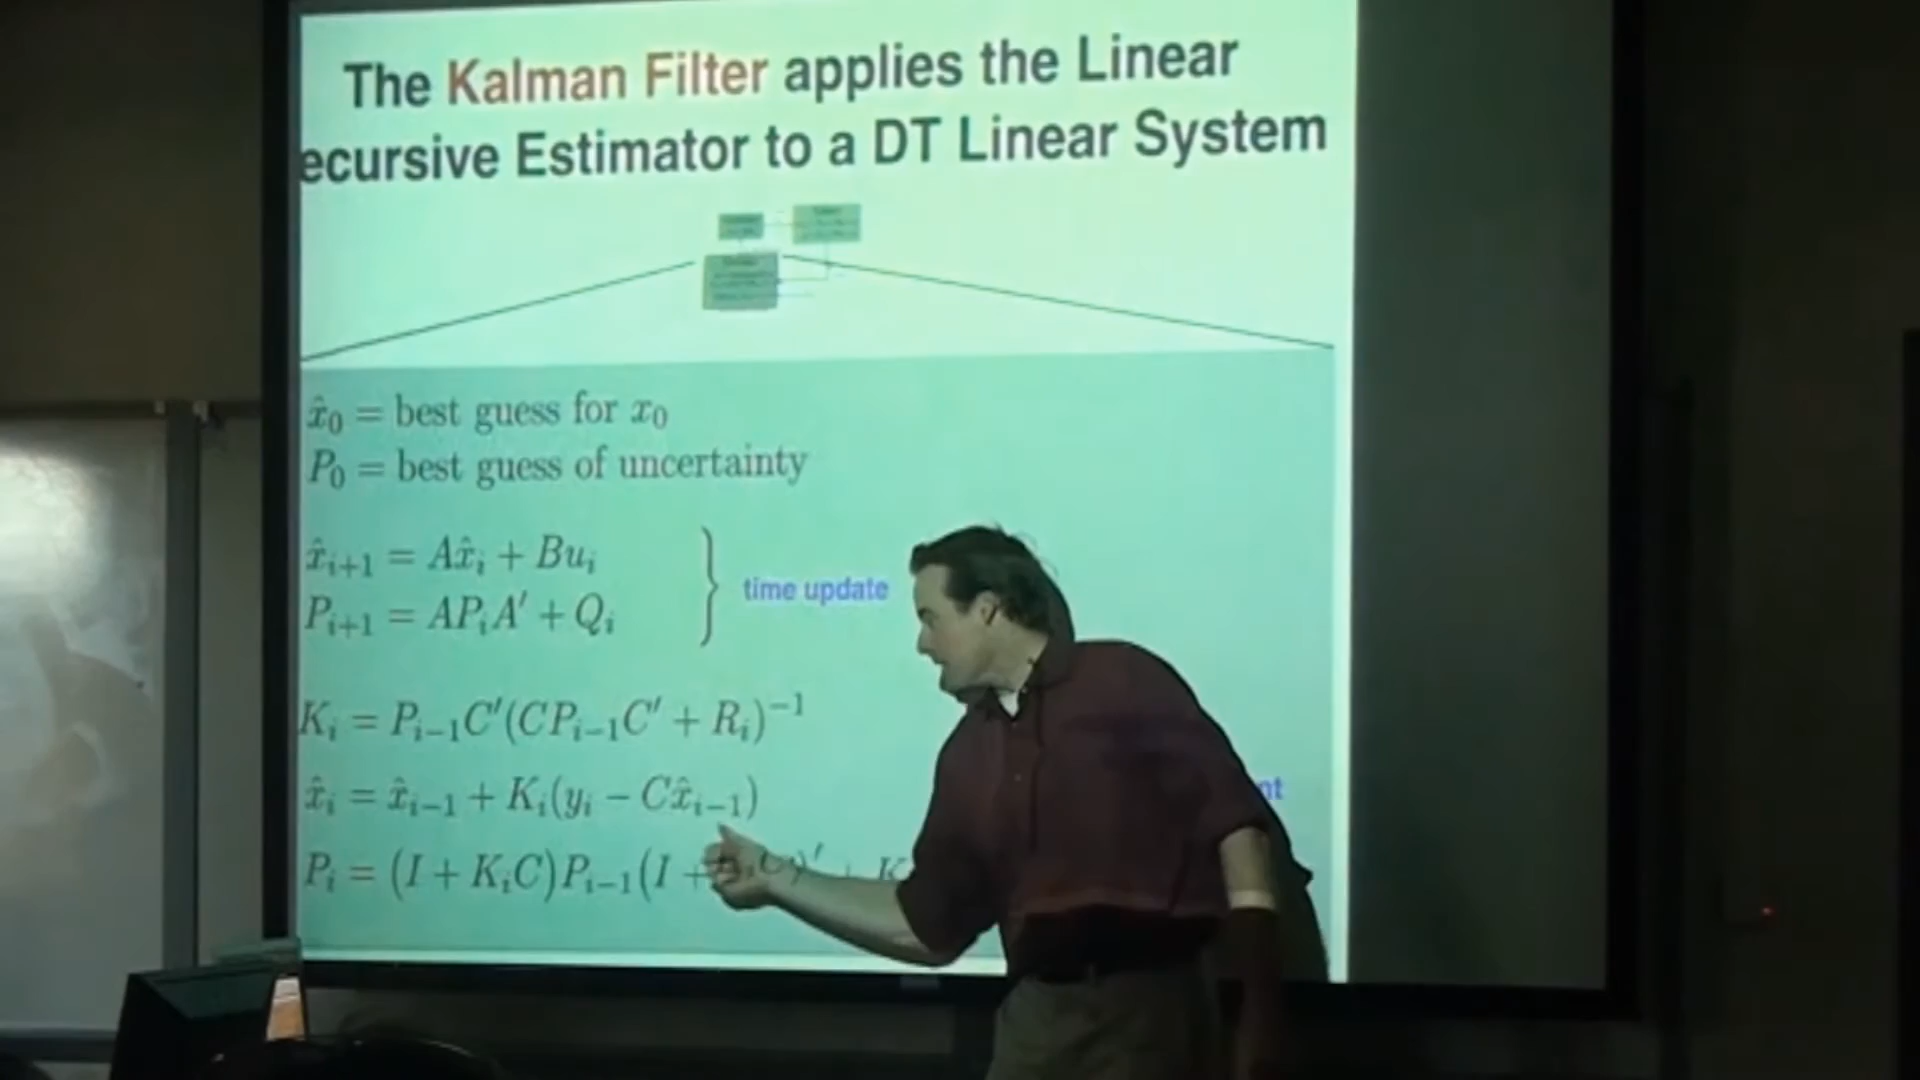 The Kalman Filter applies the Linear
ecursive Estimator to a DT Linear System
x̂₀ = best guess for x₀
P₀ = best guess of uncertainty
x̂ᵢ₊₁ = Ax̂ᵢ + Buᵢ
Pᵢ₊₁ = APᵢA′ + Qᵢ
time update
Kᵢ = Pᵢ₋₁C′(CPᵢ₋₁C′ + Rᵢ)⁻¹
x̂ᵢ = x̂ᵢ₋₁ + Kᵢ(yᵢ − Cx̂ᵢ₋₁)
nt
Pᵢ = (I + KᵢC)Pᵢ₋₁(I + KᵢC)′ + K